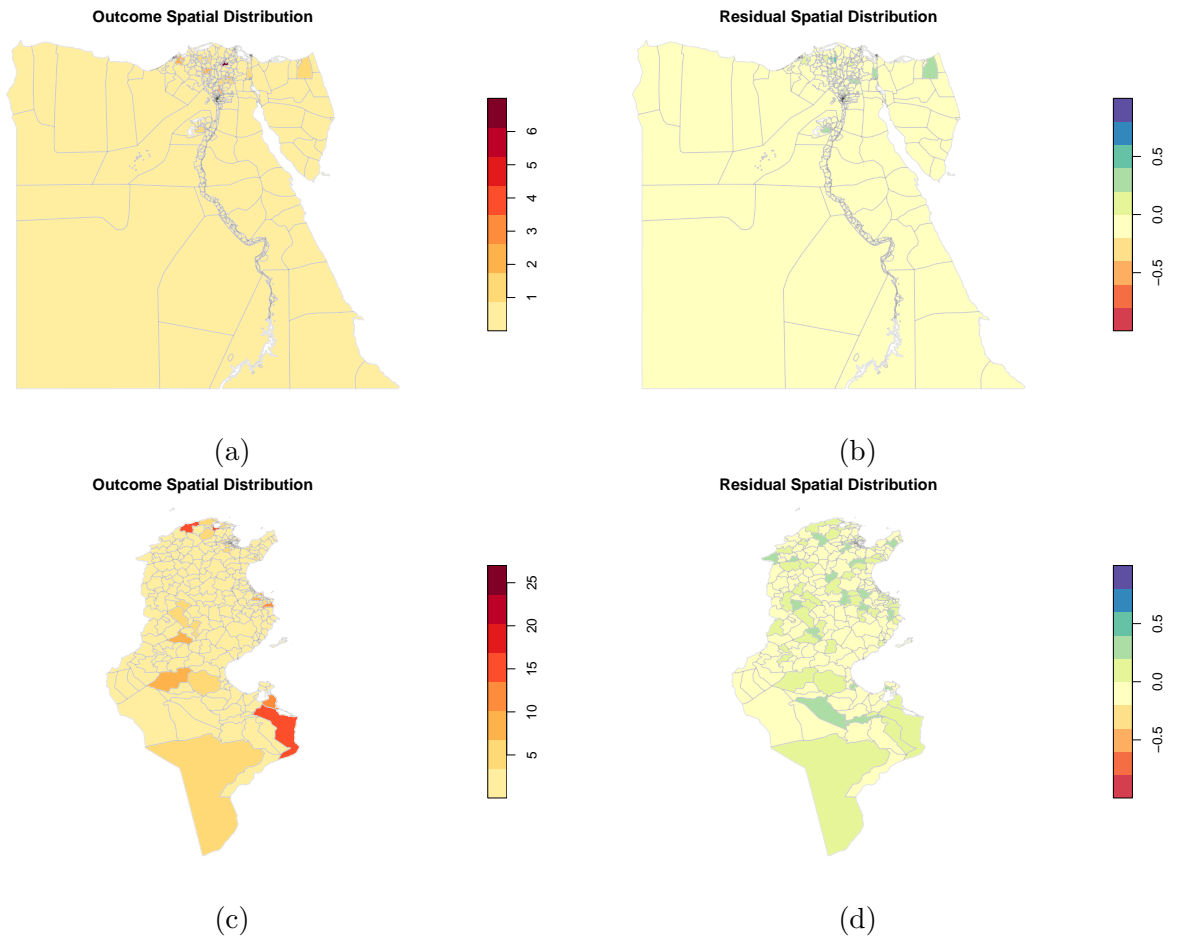 Outcome Spatial Distribution
Residual Spatial Distribution
6
5
4
3
2
1
0.5
0.0
−0.5
(a)
(b)
Outcome Spatial Distribution
Residual Spatial Distribution
25
20
15
10
5
0.5
0.0
−0.5
(c)
(d)